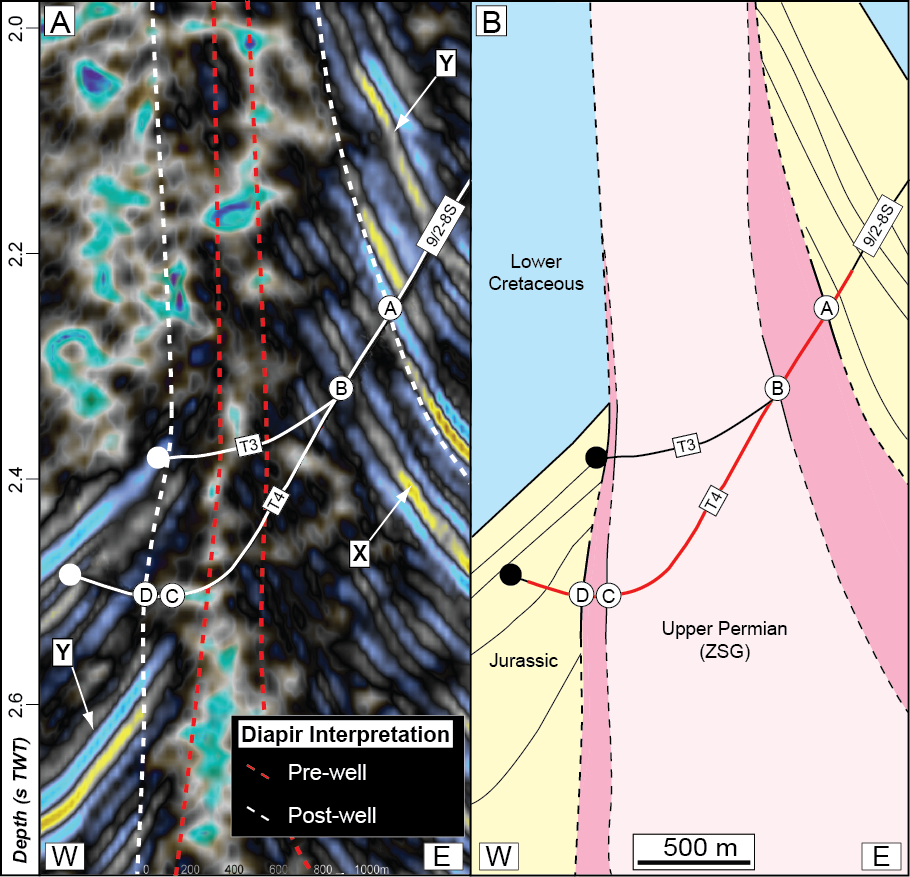 A
B
2.0
Y
9/2-8S
9/2-8S
2.2
Lower
Cretaceous
A
A
B
B
T3
T3
2.4
T4
T4
X
D
C
D
C
Y
Upper Permian
(ZSG)
Jurassic
2.6
Diapir Interpretation
Pre-well
Post-well
Depth (s TWT)
W
E
0 200 400 600 800 1000m
W
500 m
E